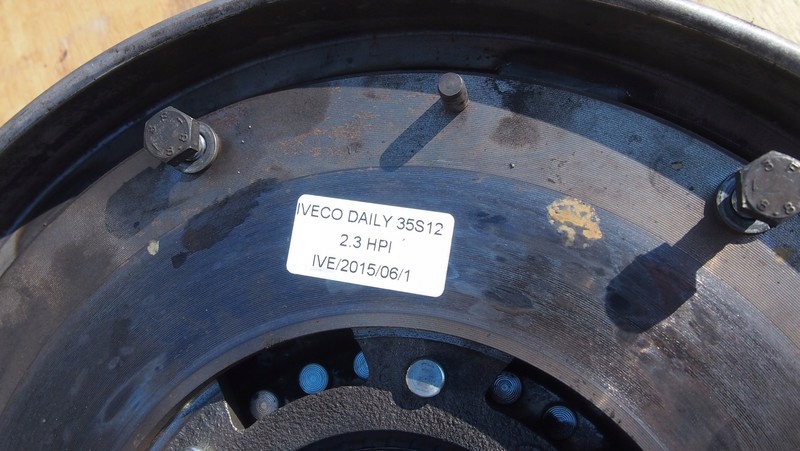 IVECO DAILY 35S12
2.3 HPI
IVE/2015/06/1